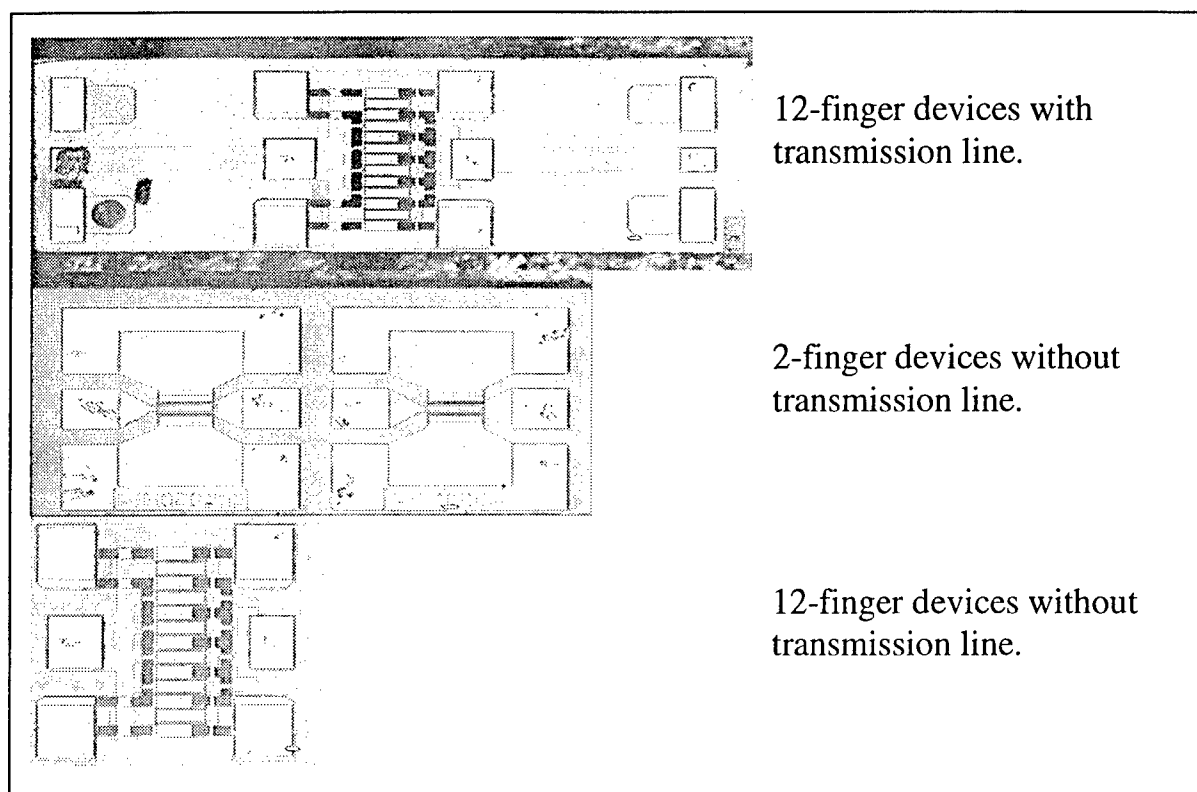 12-finger devices with
transmission line.
2-finger devices without
transmission line.
12-finger devices without
transmission line.